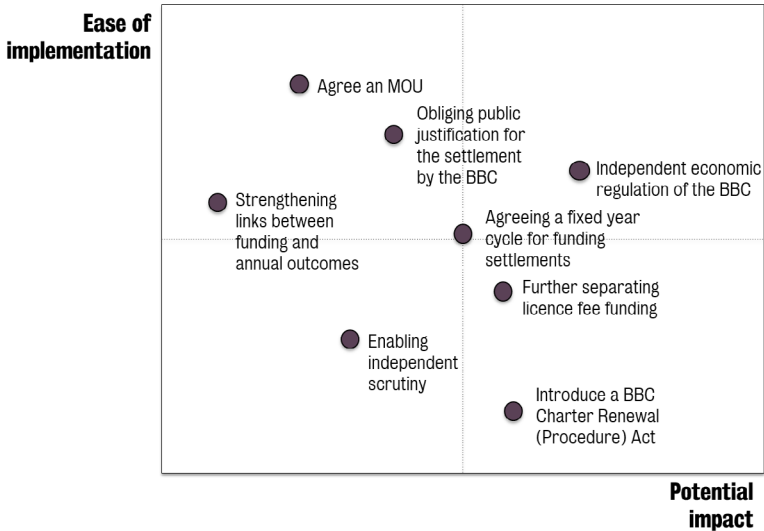 Ease of
implementation
Agree an MOU
Obliging public
justification for
the settlement
by the BBC
Independent economic
regulation of the BBC
Strengthening
links between
funding and
annual outcomes
Agreeing a fixed year
cycle for funding
settlements
Further separating
licence fee funding
Enabling
independent
scrutiny
Introduce a BBC
Charter Renewal
(Procedure) Act
Potential
impact